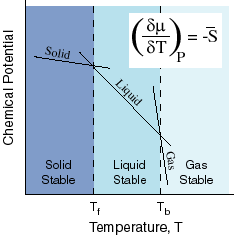 Chemical Potential
(δμ/δT)P = -S̅
Solid
Liquid
Gas
Solid
Stable
Liquid
Stable
Gas
Stable
Tf
Tb
Temperature, T